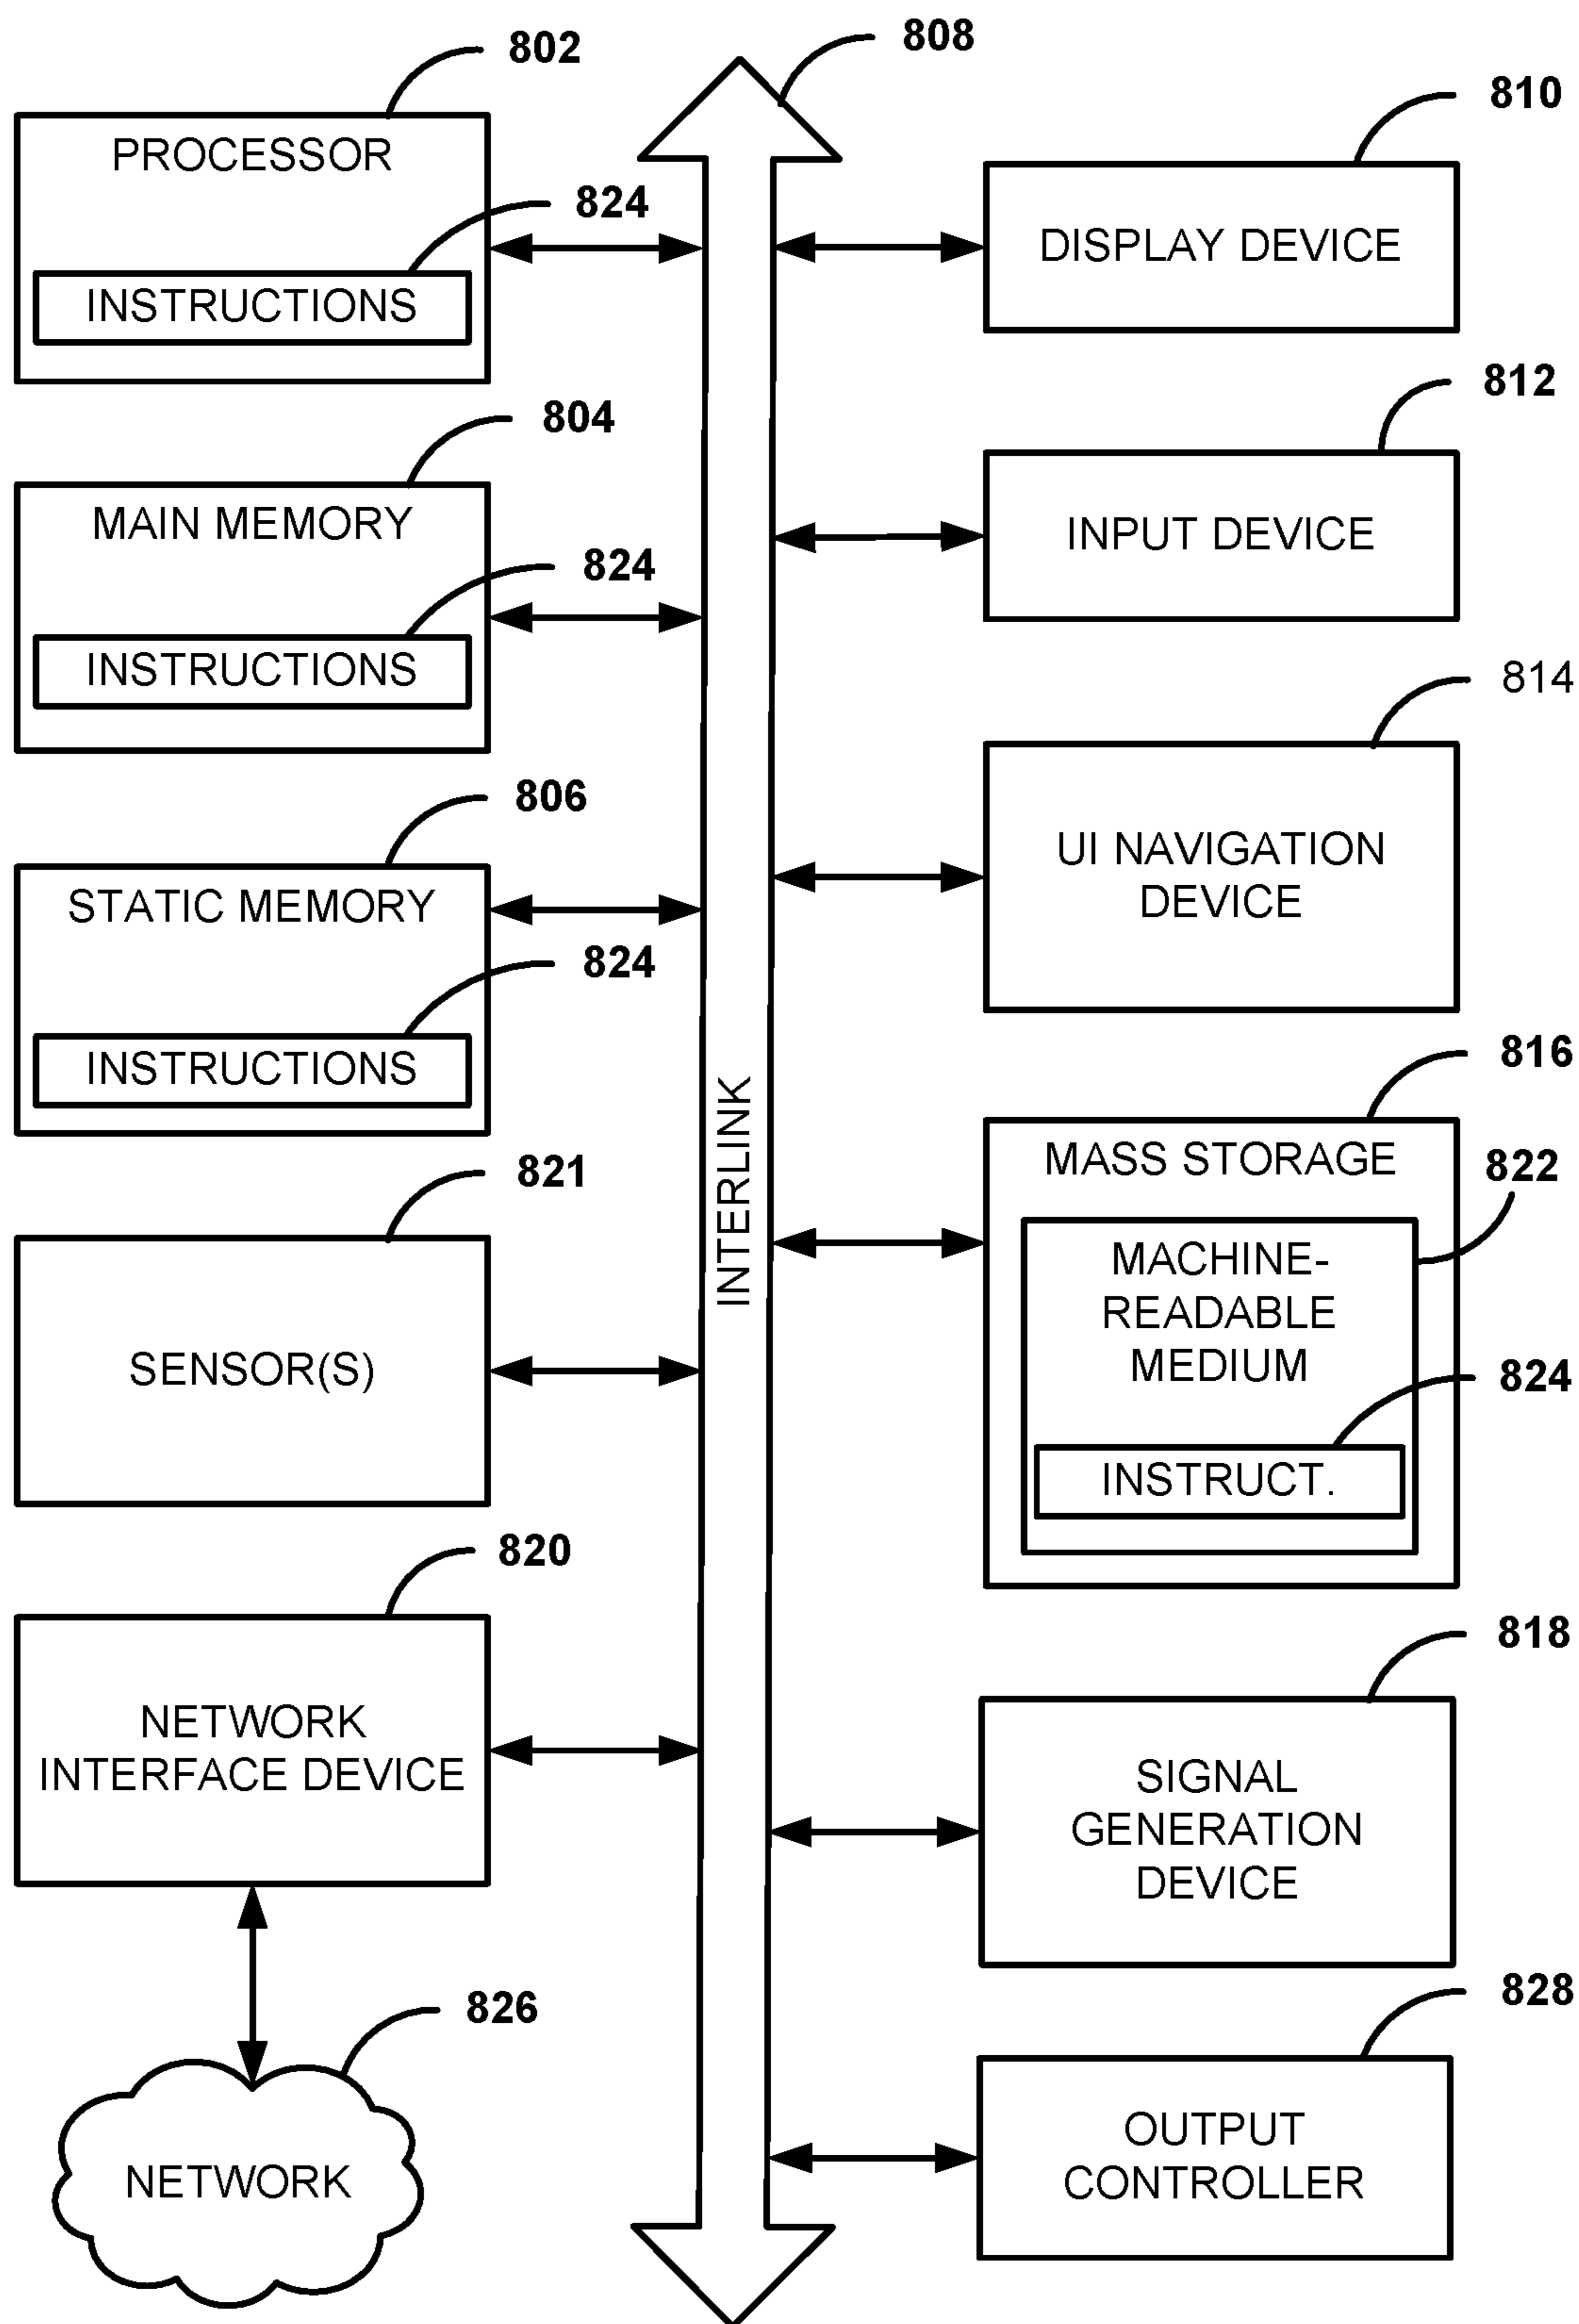 802
PROCESSOR
824
INSTRUCTIONS
804
MAIN MEMORY
824
INSTRUCTIONS
806
STATIC MEMORY
824
INSTRUCTIONS
821
SENSOR(S)
820
NETWORK
INTERFACE DEVICE
826
NETWORK
808
INTERLINK
810
DISPLAY DEVICE
812
INPUT DEVICE
814
UI NAVIGATION
DEVICE
816
MASS STORAGE
822
MACHINE-
READABLE
MEDIUM
824
INSTRUCT.
818
SIGNAL
GENERATION
DEVICE
828
OUTPUT
CONTROLLER